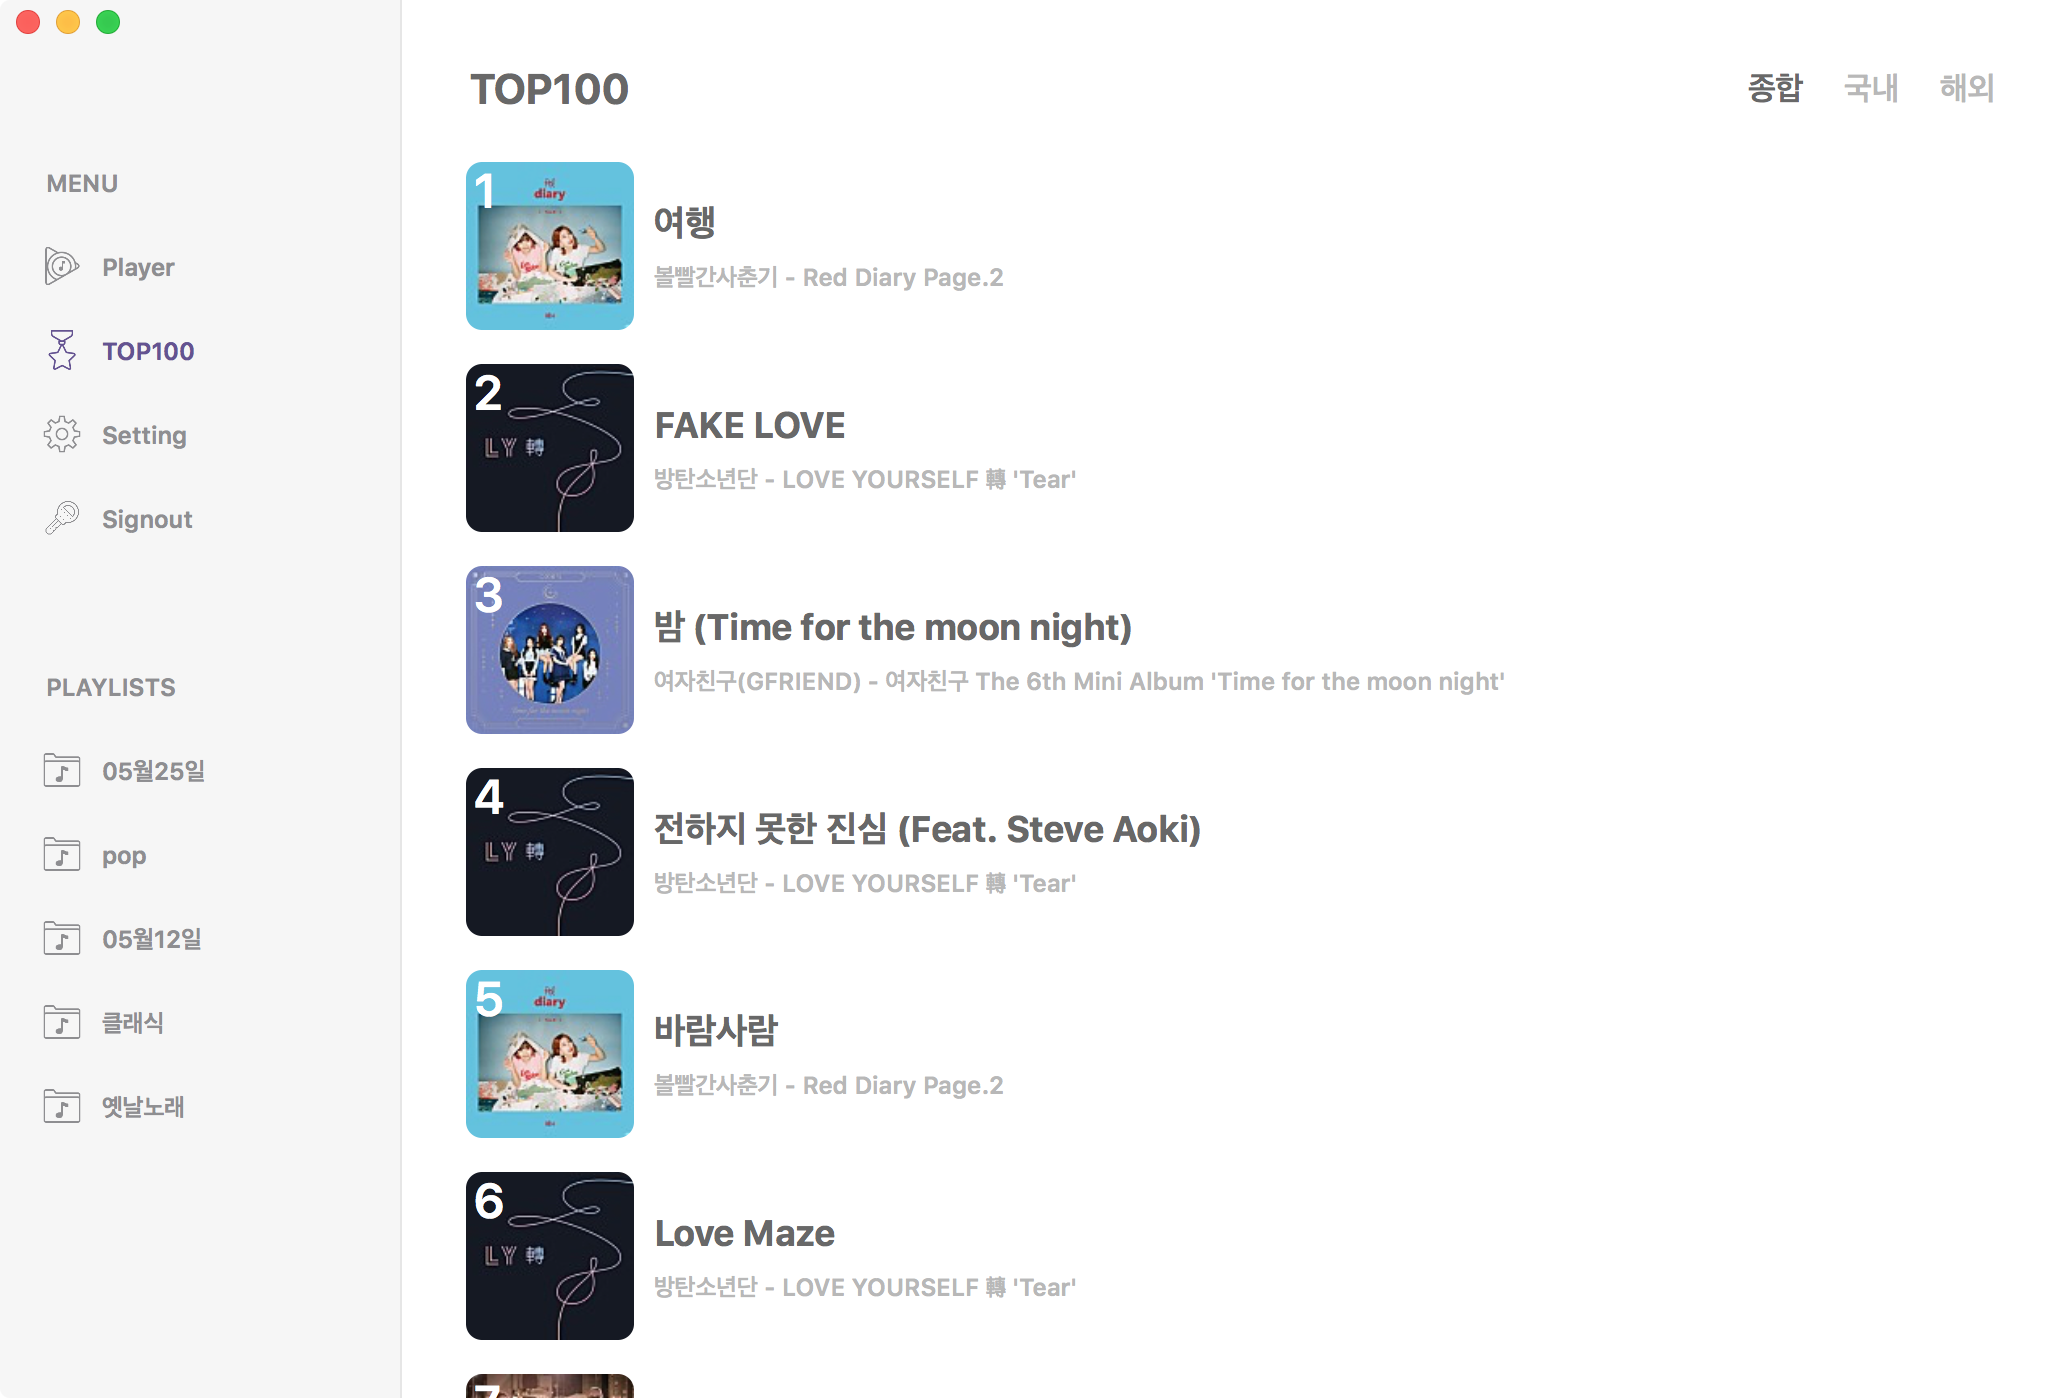 TOP100
종합 국내 해외
MENU
Player
TOP100
Setting
Signout
PLAYLISTS
05월25일
pop
05월12일
클래식
옛날노래
1
diary
여행
볼빨간사춘기 - Red Diary Page.2
2
LY 轉
FAKE LOVE
방탄소년단 - LOVE YOURSELF 轉 'Tear'
3
Time for the moon night
밤 (Time for the moon night)
여자친구(GFRIEND) - 여자친구 The 6th Mini Album 'Time for the moon night'
4
LY 轉
전하지 못한 진심 (Feat. Steve Aoki)
방탄소년단 - LOVE YOURSELF 轉 'Tear'
5
diary
바람사람
볼빨간사춘기 - Red Diary Page.2
6
LY 轉
Love Maze
방탄소년단 - LOVE YOURSELF 轉 'Tear'
7